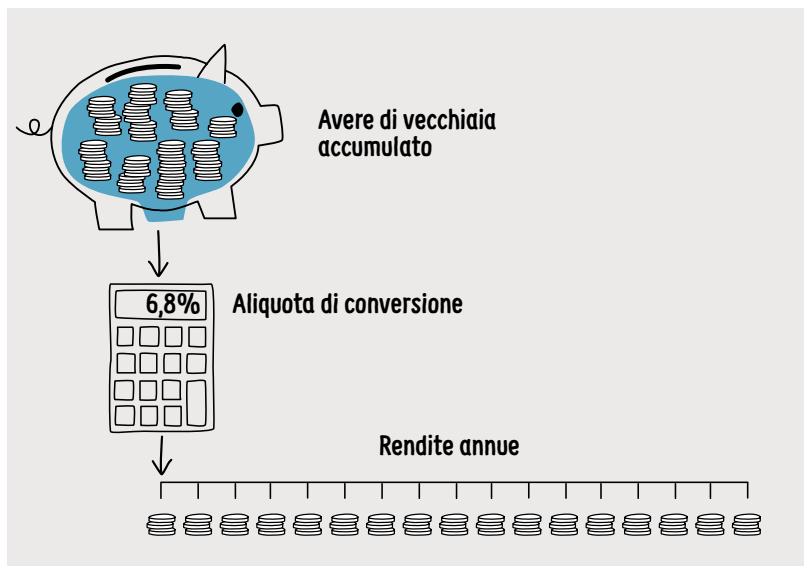 Avere di vecchiaia
accumulato
6,8%
Aliquota di conversione
Rendite annue